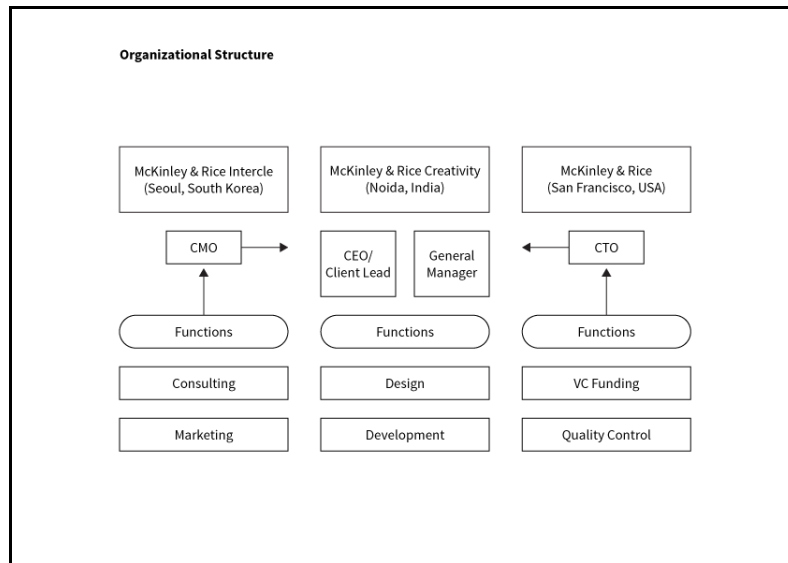 Organizational Structure
McKinley & Rice Intercle
(Seoul, South Korea)
McKinley & Rice Creativity
(Noida, India)
McKinley & Rice
(San Francisco, USA)
CMO
CEO/
Client Lead
General
Manager
CTO
Functions
Functions
Functions
Consulting
Design
VC Funding
Marketing
Development
Quality Control